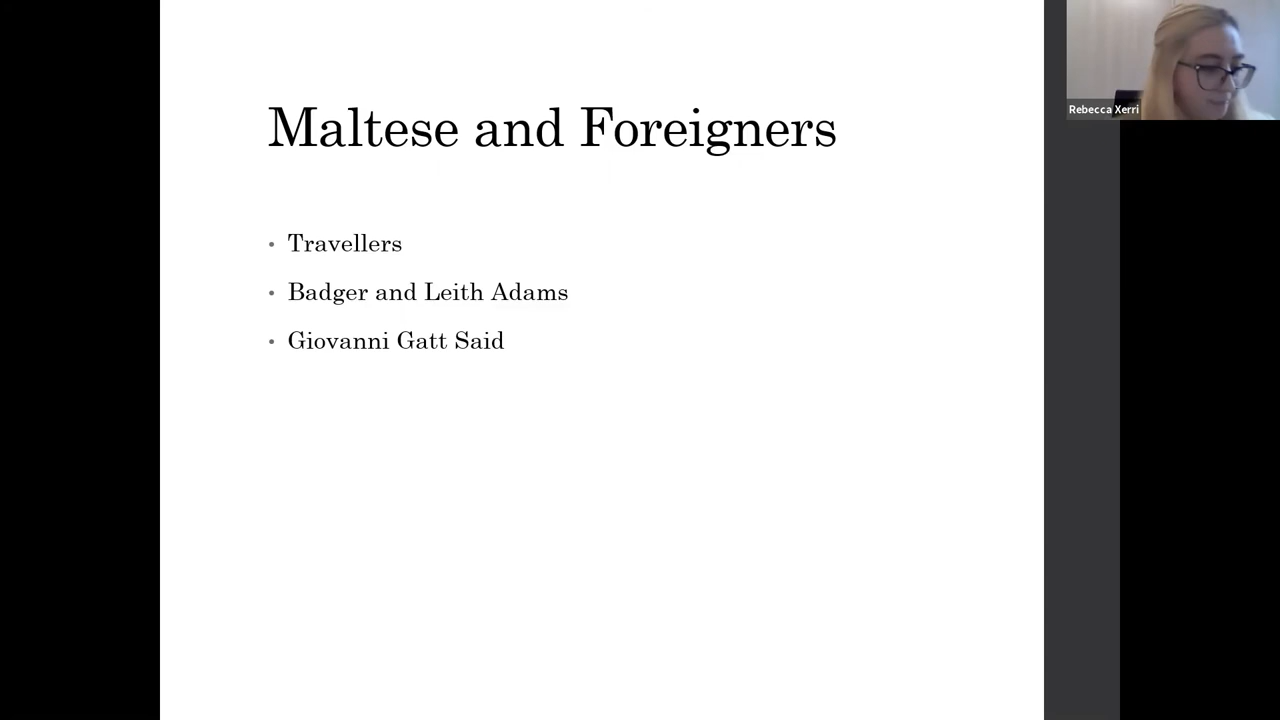 Maltese and Foreigners
• Travellers
• Badger and Leith Adams
• Giovanni Gatt Said
Rebecca Xerri